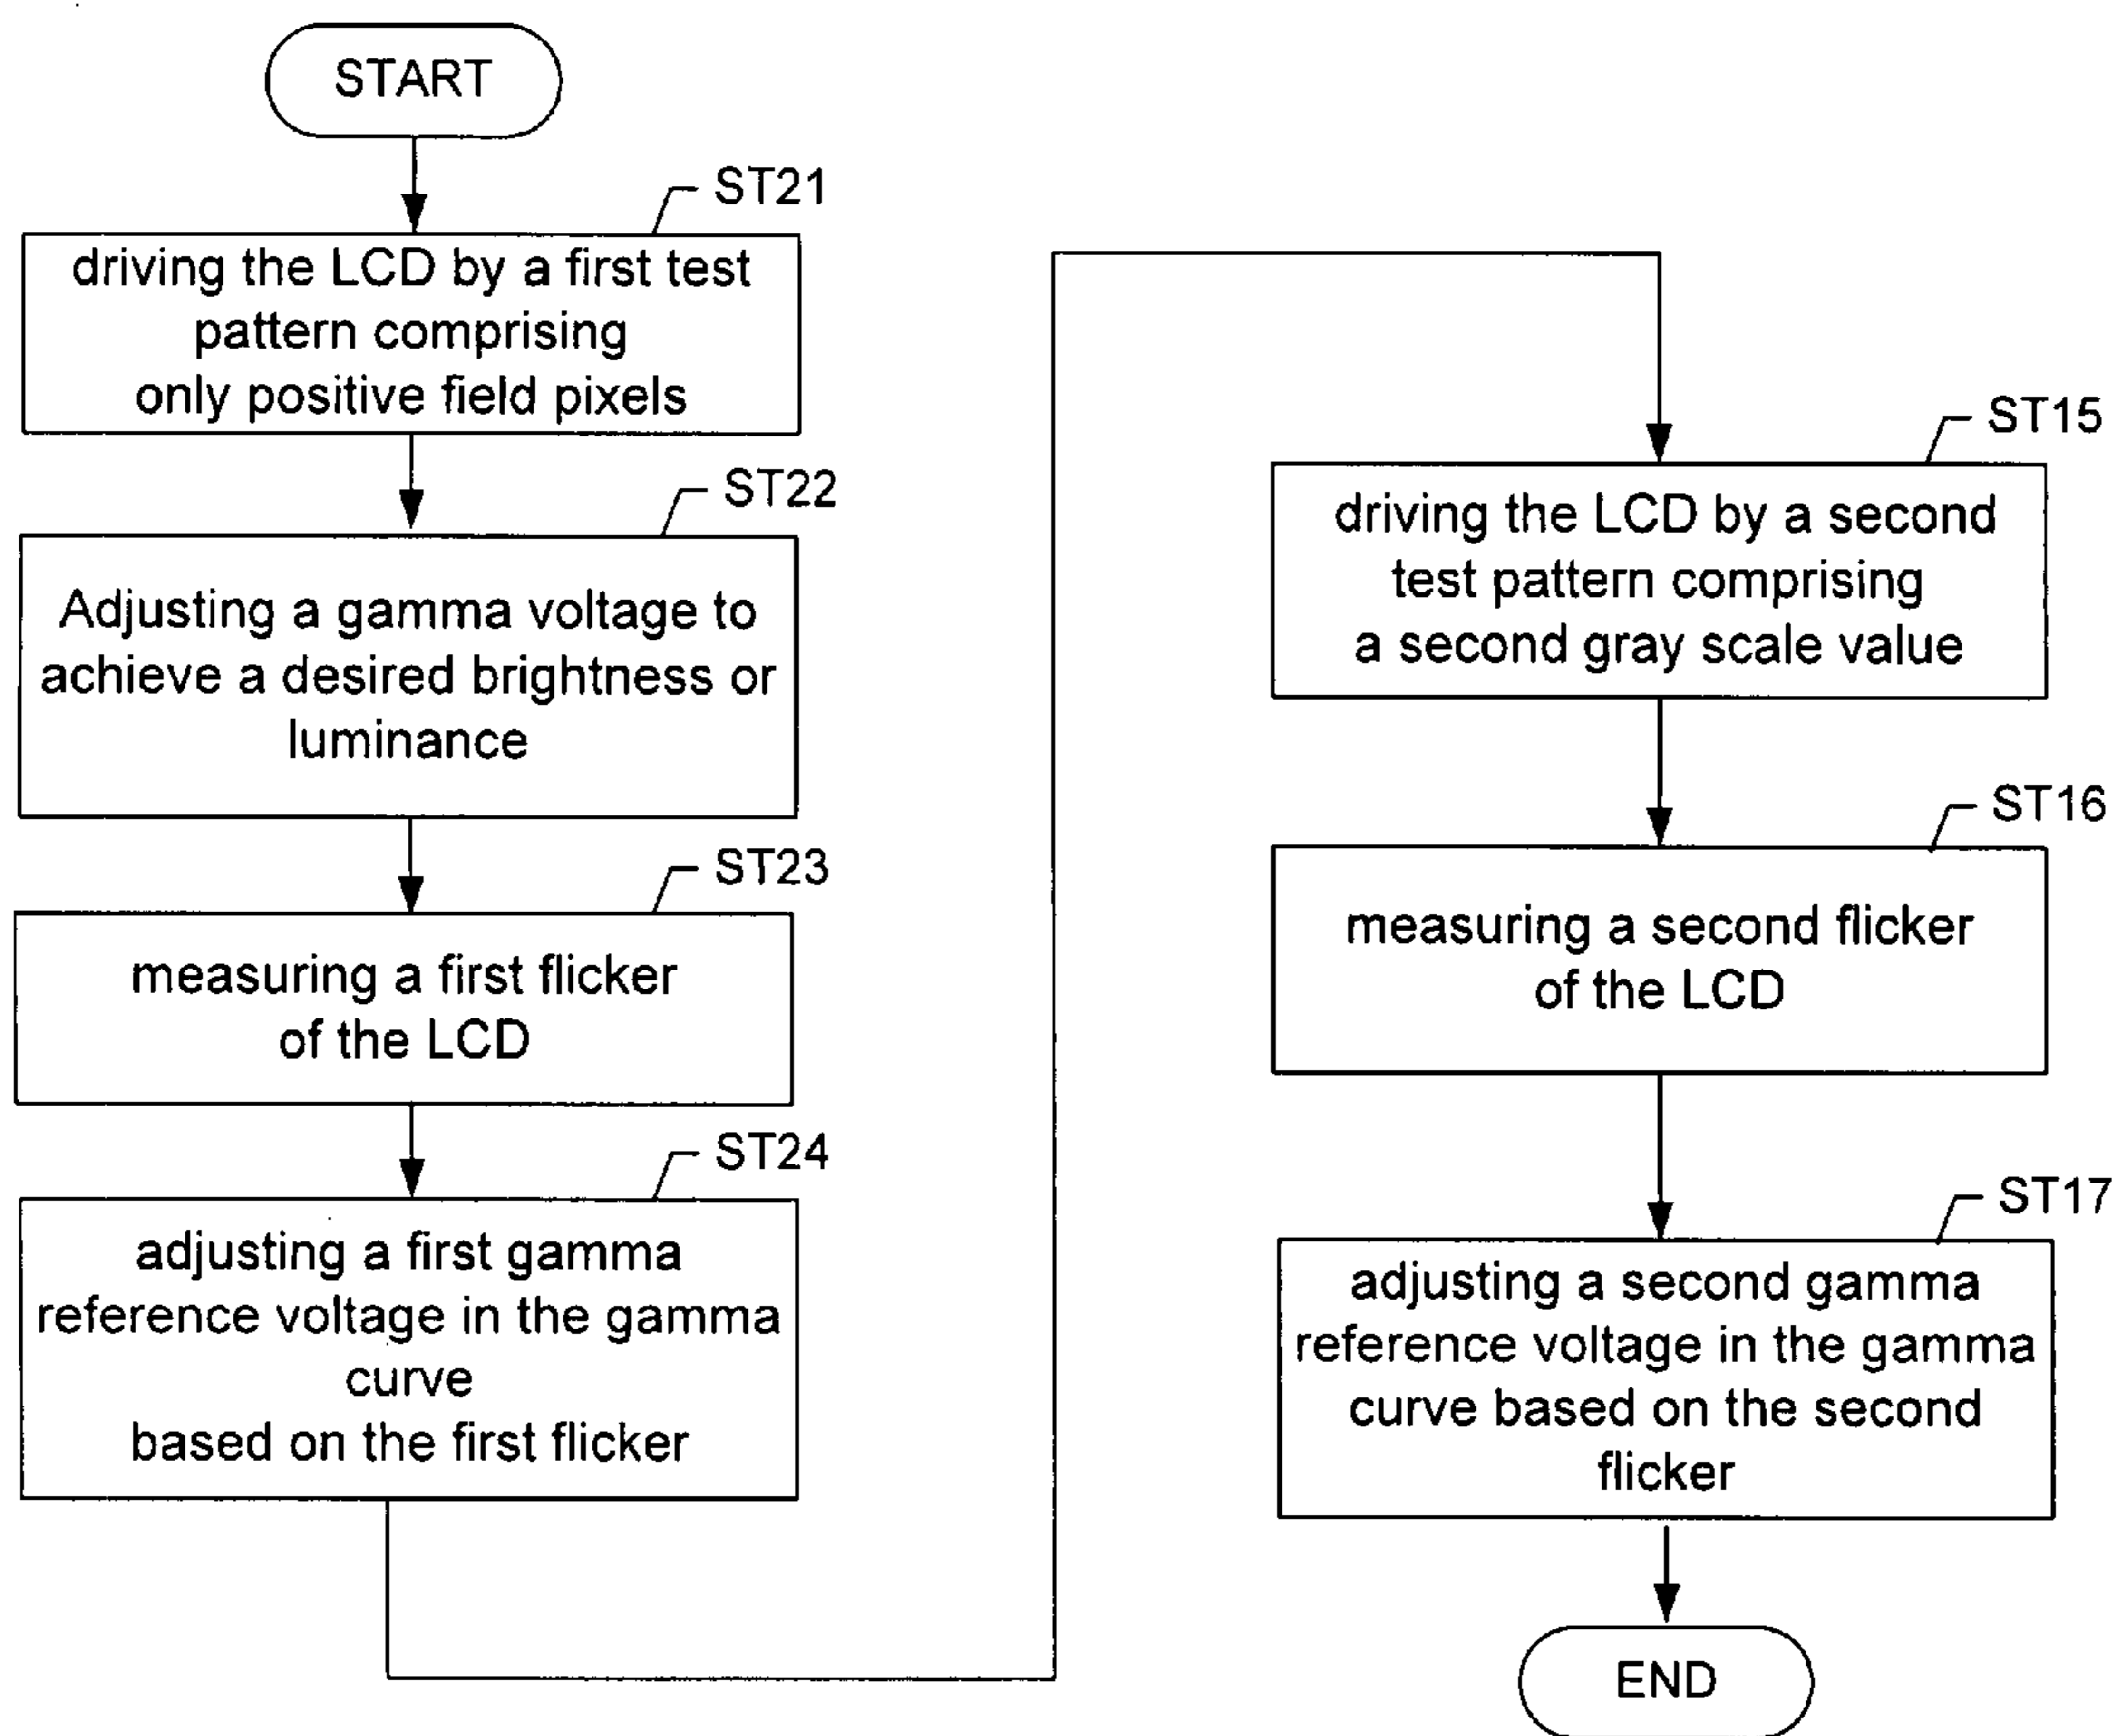 START
ST21
driving the LCD by a first test
pattern comprising
only positive field pixels
ST22
Adjusting a gamma voltage to
achieve a desired brightness or
luminance
ST23
measuring a first flicker
of the LCD
ST24
adjusting a first gamma
reference voltage in the gamma
curve
based on the first flicker
ST15
driving the LCD by a second
test pattern comprising
a second gray scale value
ST16
measuring a second flicker
of the LCD
ST17
adjusting a second gamma
reference voltage in the gamma
curve based on the second
flicker
END